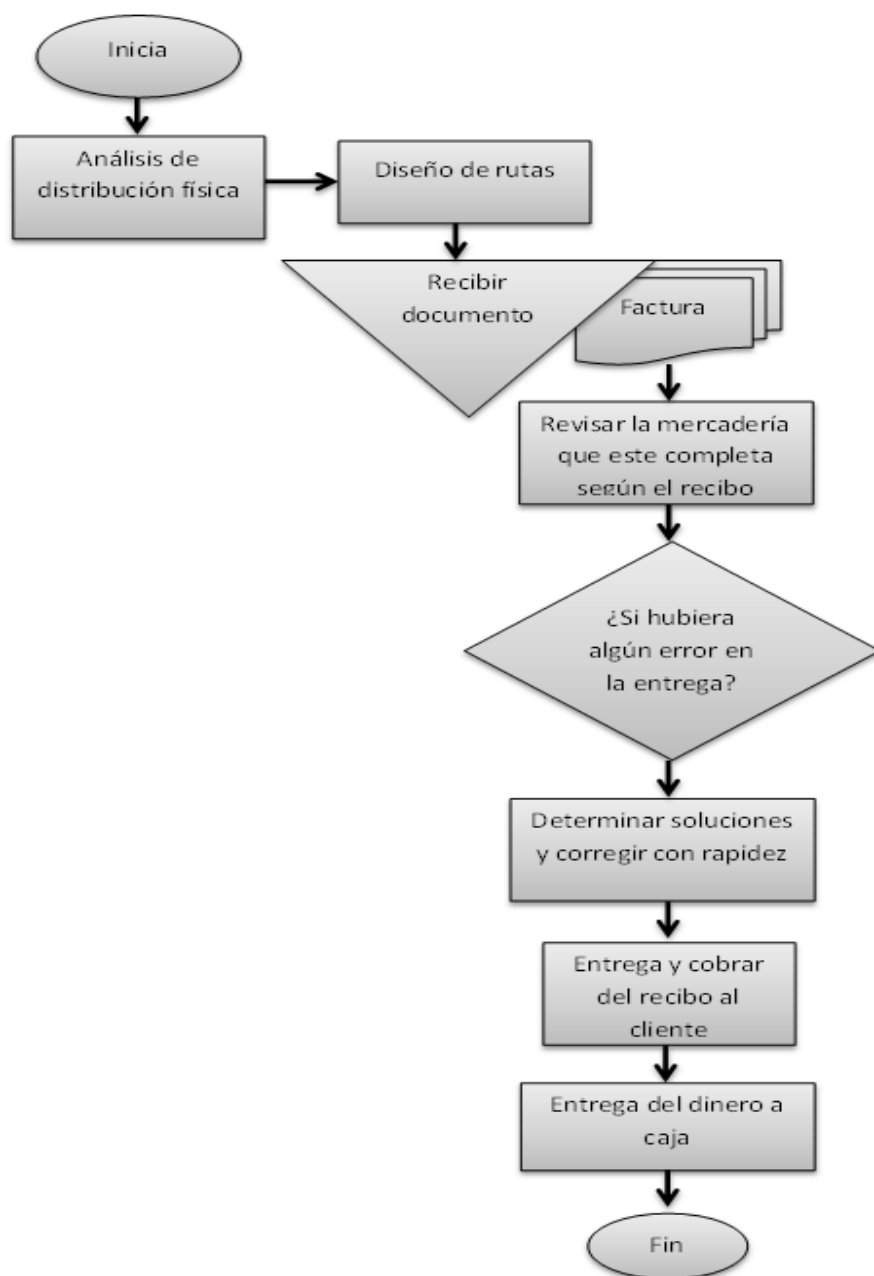 Inicia
Análisis de
distribución física
Diseño de rutas
Recibir
documento
Factura
Revisar la mercadería
que este completa
según el recibo
¿Si hubiera
algún error en
la entrega?
Determinar soluciones
y corregir con rapidez
Entrega y cobrar
del recibo al
cliente
Entrega del dinero a
caja
Fin